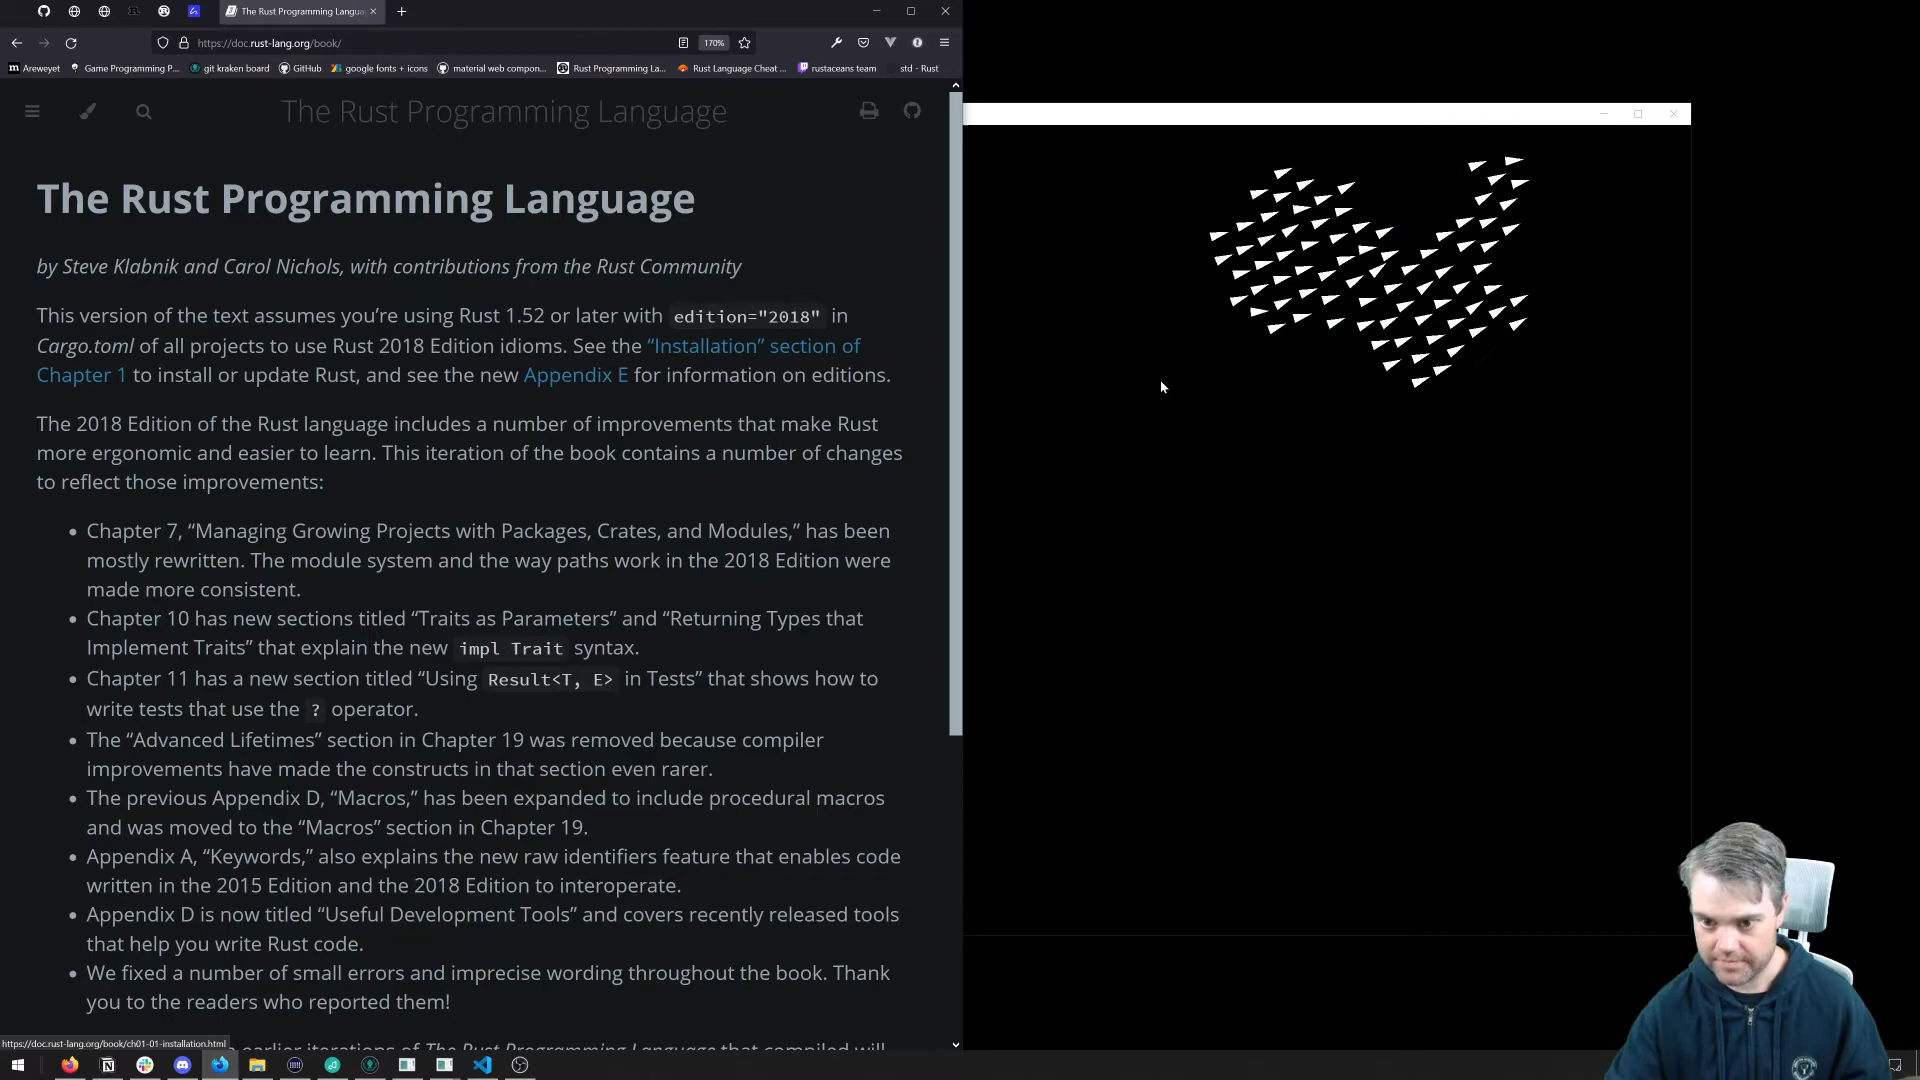 The Rust Programming Langua
https://doc.rust-lang.org/book/
170%
Areweyet
Game Programming P...
git kraken board
GitHub
google fonts + icons
material web compon...
Rust Programming La...
Rust Language Cheat ...
rustaceans team
std - Rust
The Rust Programming Language
The Rust Programming Language
by Steve Klabnik and Carol Nichols, with contributions from the Rust Community
This version of the text assumes you’re using Rust 1.52 or later with edition="2018" in
Cargo.toml of all projects to use Rust 2018 Edition idioms. See the “Installation” section of
Chapter 1 to install or update Rust, and see the new Appendix E for information on editions.
The 2018 Edition of the Rust language includes a number of improvements that make Rust
more ergonomic and easier to learn. This iteration of the book contains a number of changes
to reflect those improvements:
• Chapter 7, “Managing Growing Projects with Packages, Crates, and Modules,” has been
mostly rewritten. The module system and the way paths work in the 2018 Edition were
made more consistent.
• Chapter 10 has new sections titled “Traits as Parameters” and “Returning Types that
Implement Traits” that explain the new impl Trait syntax.
• Chapter 11 has a new section titled “Using Result<T, E> in Tests” that shows how to
write tests that use the ? operator.
• The “Advanced Lifetimes” section in Chapter 19 was removed because compiler
improvements have made the constructs in that section even rarer.
• The previous Appendix D, “Macros,” has been expanded to include procedural macros
and was moved to the “Macros” section in Chapter 19.
• Appendix A, “Keywords,” also explains the new raw identifiers feature that enables code
written in the 2015 Edition and the 2018 Edition to interoperate.
• Appendix D is now titled “Useful Development Tools” and covers recently released tools
that help you write Rust code.
• We fixed a number of small errors and imprecise wording throughout the book. Thank
you to the readers who reported them!
https://doc.rust-lang.org/book/ch01-01-installation.html
earlier iterations of The Rust Programming Language that compiled will